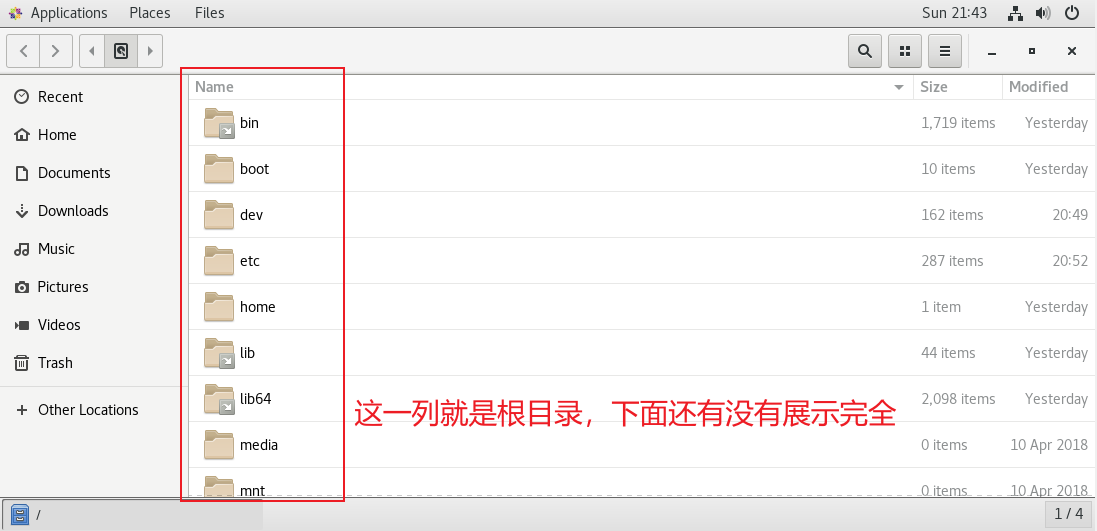 Applications Places Files Sun 21:43
Name Size Modified
Recent
Home
Documents
Downloads
Music
Pictures
Videos
Trash
Other Locations
bin 1,719 items Yesterday
boot 10 items Yesterday
dev 162 items 20:49
etc 287 items 20:52
home 1 item Yesterday
lib 44 items Yesterday
lib64 2,098 items Yesterday
这一列就是根目录，下面还有没有展示完全
media 0 items 10 Apr 2018
mnt 0 items 10 Apr 2018
/ 1 / 4